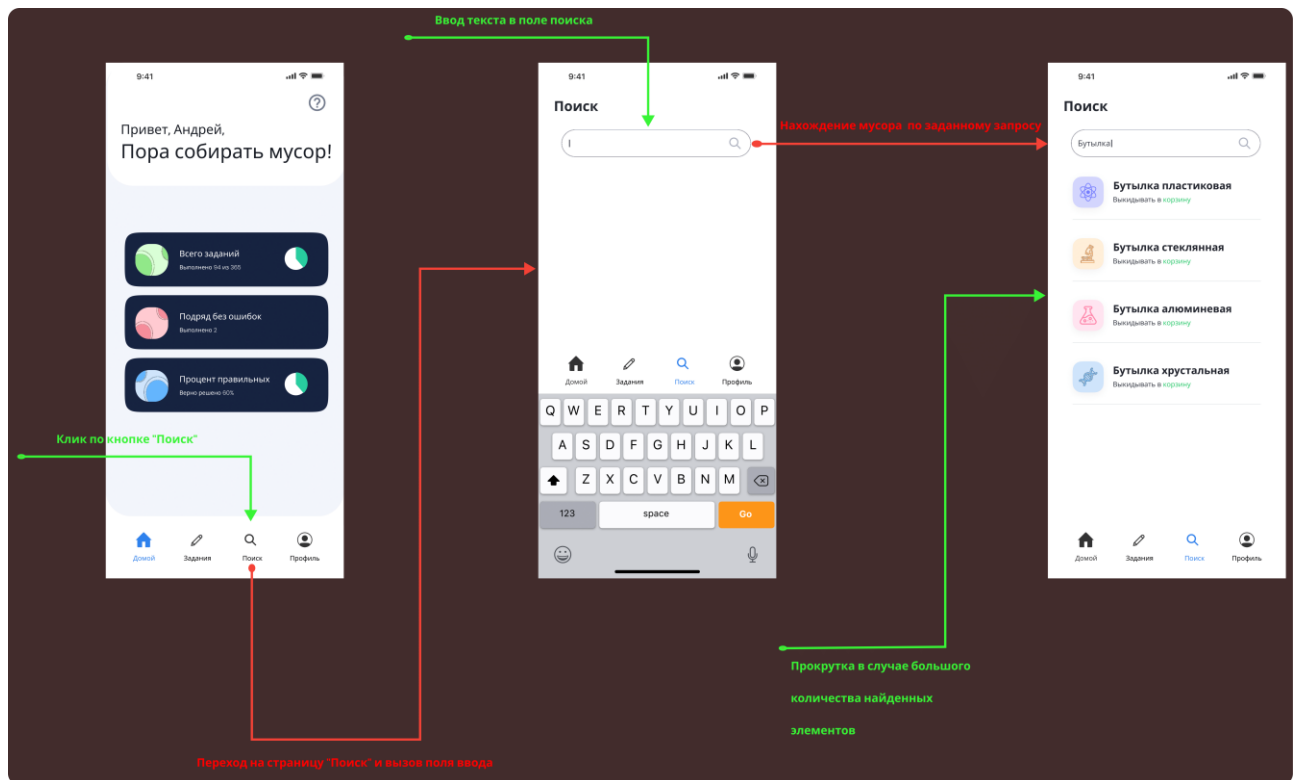 Ввод текста в поле поиска
9:41
Привет, Андрей,
Пора собирать мусор!
Всего заданий
Выполнено 94 из 365
Подряд без ошибок
Выполнено 2
Процент правильных
Верно решено 60%
Клик по кнопке "Поиск"
Домой Задания Поиск Профиль
Переход на страницу "Поиск" и вызов поля ввода
9:41
Поиск
Домой Задания Поиск Профиль
Q W E R T Y U I O P
A S D F G H J K L
Z X C V B N M
123 space Go
Нахождение мусора по заданному запросу
Прокрутка в случае большого
количества найденных
элементов
9:41
Поиск
Бутылка
Бутылка пластиковая
Выкидывать в корзину
Бутылка стеклянная
Выкидывать в корзину
Бутылка алюминевая
Выкидывать в корзину
Бутылка хрустальная
Выкидывать в корзину
Домой Задания Поиск Профиль